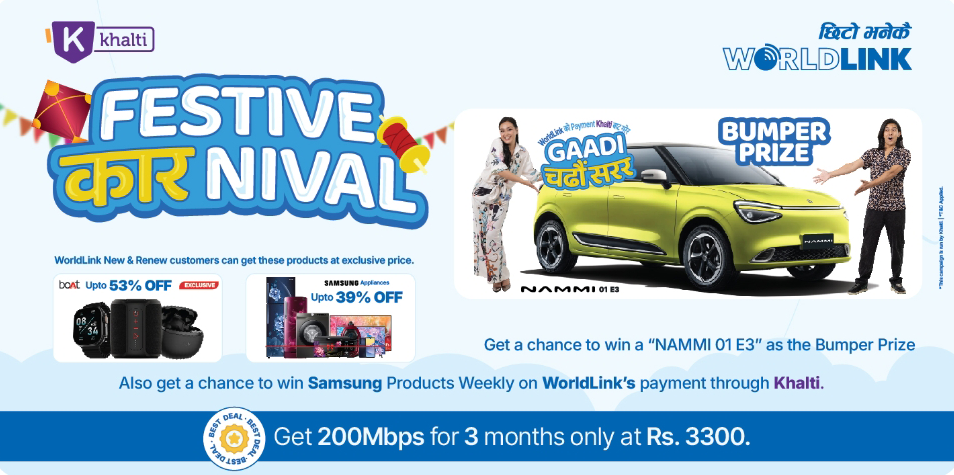 K khalti
छिटो भनेकै
WORLDLINK
FESTIVE
कार NIVAL
WorldLink को Payment Khalti बाट गरि
GAADI
चढौं सरर
BUMPER
PRIZE
NAMMI
NAMMI 01 E3
*This campaign is run by Khalti. | *T&C Applied.
WorldLink New & Renew customers can get these products at exclusive price.
boAt Upto 53% OFF EXCLUSIVE
SAMSUNG Appliances
Upto 39% OFF
Get a chance to win a “NAMMI 01 E3” as the Bumper Prize
Also get a chance to win Samsung Products Weekly on WorldLink’s payment through Khalti.
BEST DEAL • BEST DEAL • BEST DEAL •
Get 200Mbps for 3 months only at Rs. 3300.